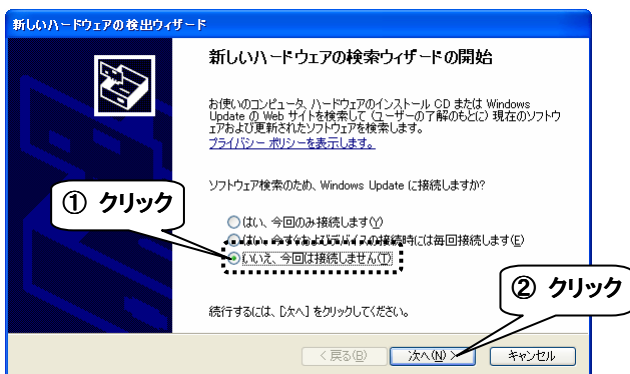 新しいハードウェアの検出ウィザード
新しいハードウェアの検索ウィザードの開始
お使いのコンピュータ、ハードウェアのインストール CD または Windows
Update の Web サイトを検索して (ユーザーの了解のもとに) 現在のソフトウ
ェアおよび更新されたソフトウェアを検索します。
プライバシー ポリシーを表示します。
ソフトウェア検索のため、Windows Update に接続しますか?
① クリック
はい、今回のみ接続します(Y)
はい、今すぐおよびデバイスの接続時には毎回接続します(E)
いいえ、今回は接続しません(T)
② クリック
続行するには、[次へ] をクリックしてください。
< 戻る(B)
次へ(N) >
キャンセル